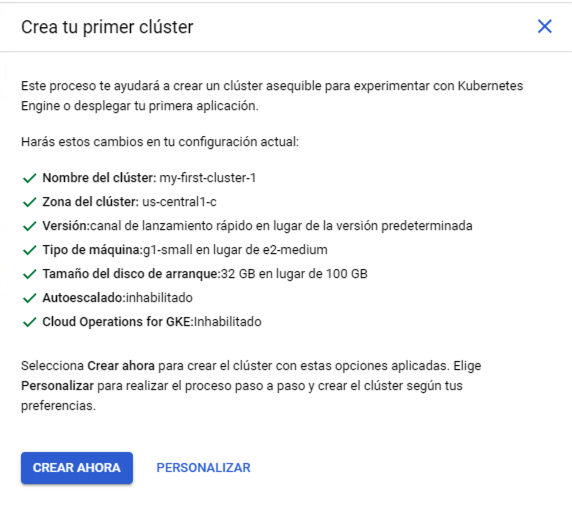 Crea tu primer clúster
Este proceso te ayudará a crear un clúster asequible para experimentar con Kubernetes
Engine o desplegar tu primera aplicación.
Harás estos cambios en tu configuración actual:
Nombre del clúster: my-first-cluster-1
Zona del clúster: us-central1-c
Versión:canal de lanzamiento rápido en lugar de la versión predeterminada
Tipo de máquina:g1-small en lugar de e2-medium
Tamaño del disco de arranque:32 GB en lugar de 100 GB
Autoescalado:inhabilitado
Cloud Operations for GKE:Inhabilitado
Selecciona Crear ahora para crear el clúster con estas opciones aplicadas. Elige
Personalizar para realizar el proceso paso a paso y crear el clúster según tus
preferencias.
CREAR AHORA PERSONALIZAR